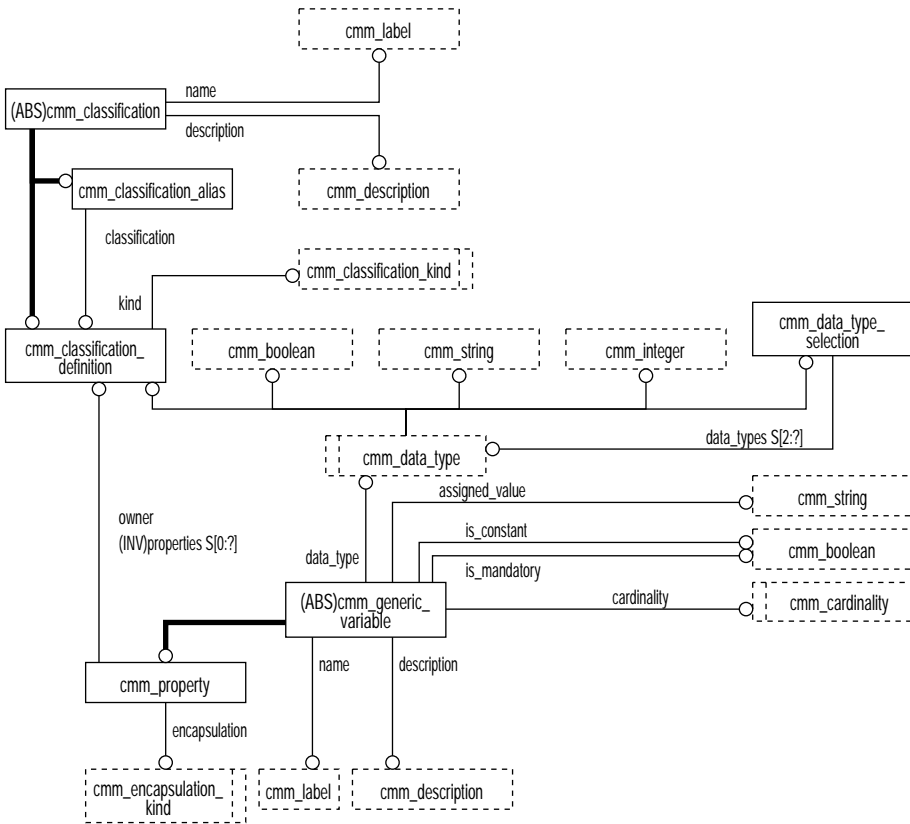 cmm_label
name
(ABS)cmm_classification
description
cmm_classification_alias
cmm_description
classification
cmm_classification_kind
kind
cmm_data_type_
selection
cmm_classification_
definition
cmm_boolean
cmm_string
cmm_integer
data_types S[2:?]
cmm_data_type
assigned_value
cmm_string
owner
(INV)properties S[0:?]
is_constant
data_type
cmm_boolean
is_mandatory
(ABS)cmm_generic_
variable
cardinality
cmm_cardinality
name
description
cmm_property
encapsulation
cmm_encapsulation_
kind
cmm_label
cmm_description